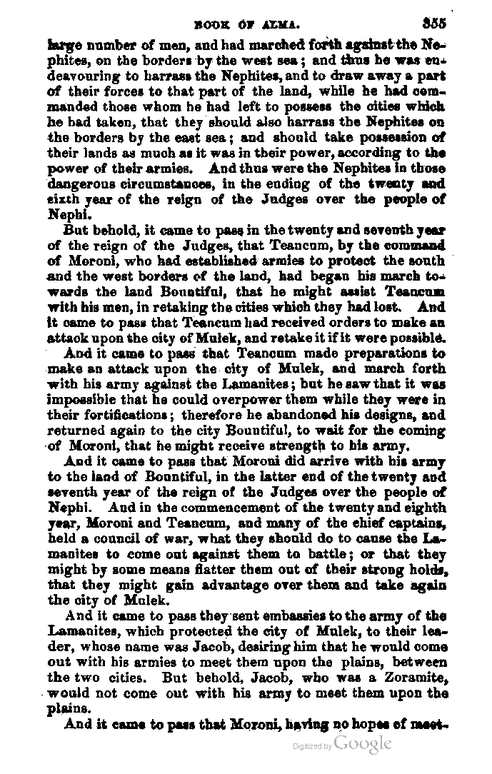 BOOK OF ALMA. 355
large number of men, and had marched forth against the Ne-
phites, on the borders by the west sea; and thus he was en-
deavouring to harrass the Nephites, and to draw away a part
of their forces to that part of the land, while he had com-
manded those whom he had left to possess the cities which
he had taken, that they should also harrass the Nephites on
the borders by the east sea; and should take possession of
their lands as much as it was in their power, according to the
power of their armies. And thus were the Nephites in those
dangerous circumstances, in the ending of the twenty and
sixth year of the reign of the Judges over the people of
Nephi.
But behold, it came to pass in the twenty and seventh year
of the reign of the Judges, that Teancum, by the command
of Moroni, who had established armies to protect the south
and the west borders of the land, had began his march to-
wards the land Bountiful, that he might assist Teancum
with his men, in retaking the cities which they had lost. And
it came to pass that Teancum had received orders to make an
attack upon the city of Mulek, and retake it if it were possible.
And it came to pass that Teancum made preparations to
make an attack upon the city of Mulek, and march forth
with his army against the Lamanites; but he saw that it was
impossible that he could overpower them while they were in
their fortifications; therefore he abandoned his designs, and
returned again to the city Bountiful, to wait for the coming
of Moroni, that he might receive strength to his army.
And it came to pass that Moroni did arrive with his army
to the land of Bountiful, in the latter end of the twenty and
seventh year of the reign of the Judges over the people of
Nephi. And in the commencement of the twenty and eighth
year, Moroni and Teancum, and many of the chief captains,
held a council of war, what they should do to cause the La-
manites to come out against them to battle; or that they
might by some means flatter them out of their strong holds,
that they might gain advantage over them and take again
the city of Mulek.
And it came to pass they sent embassies to the army of the
Lamanites, which protected the city of Mulek, to their lea-
der, whose name was Jacob, desiring him that he would come
out with his armies to meet them upon the plains, between
the two cities. But behold, Jacob, who was a Zoramite,
would not come out with his army to meet them upon the
plains.
And it came to pass that Moroni, having no hopes of meet-
Digitized by Google